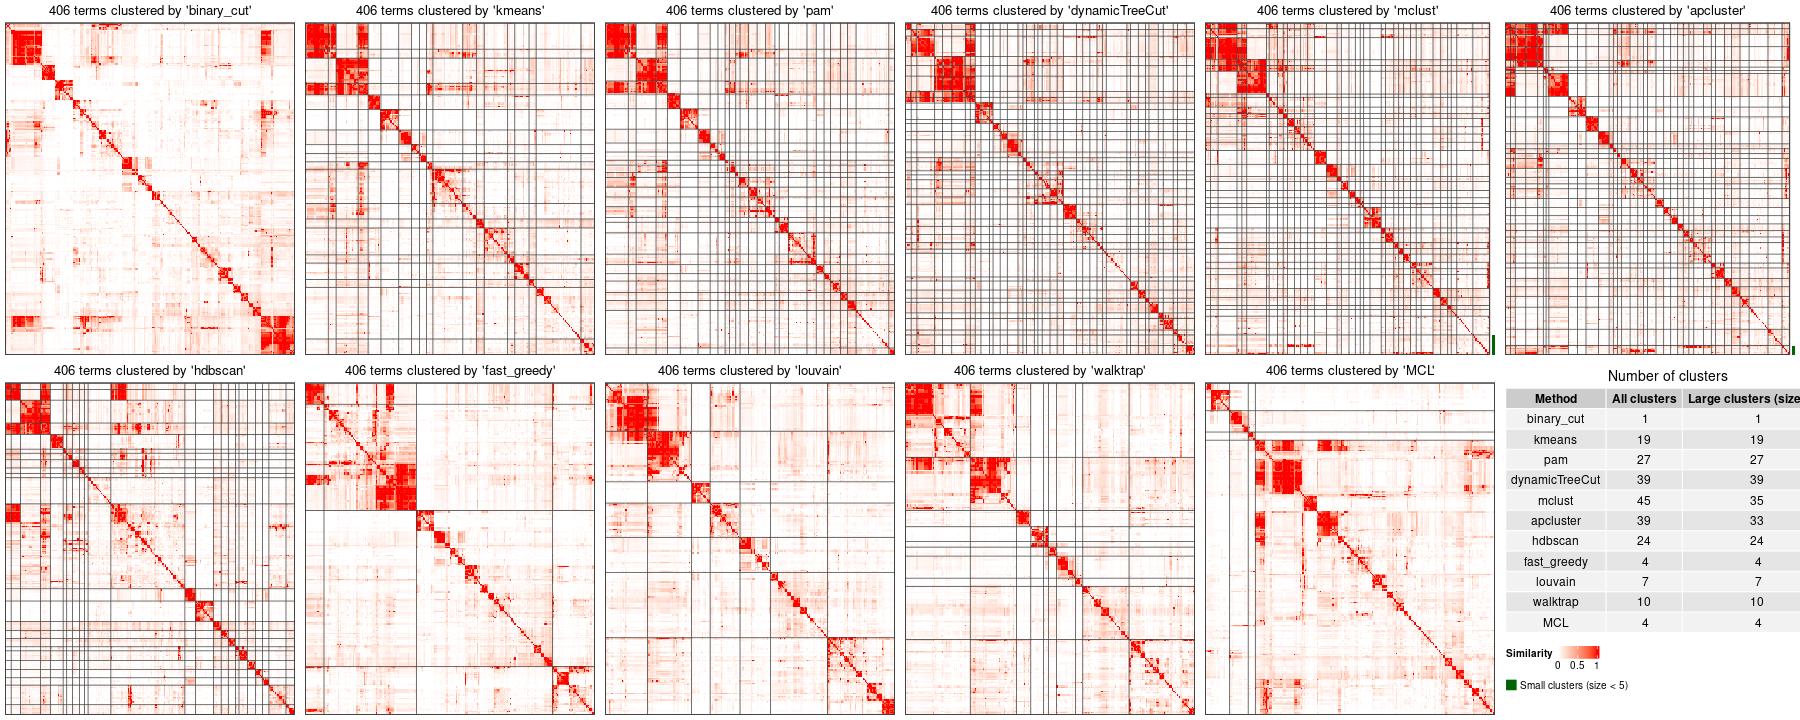 406 terms clustered by 'binary_cut'
406 terms clustered by 'kmeans'
406 terms clustered by 'pam'
406 terms clustered by 'dynamicTreeCut'
406 terms clustered by 'mclust'
406 terms clustered by 'apcluster'
406 terms clustered by 'hdbscan'
406 terms clustered by 'fast_greedy'
406 terms clustered by 'louvain'
406 terms clustered by 'walktrap'
406 terms clustered by 'MCL'
Number of clusters
Method All clusters Large clusters (size
binary_cut 1 1
kmeans 19 19
pam 27 27
dynamicTreeCut 39 39
mclust 45 35
apcluster 39 33
hdbscan 24 24
fast_greedy 4 4
louvain 7 7
walktrap 10 10
MCL 4 4
Similarity
0 0.5 1
Small clusters (size < 5)